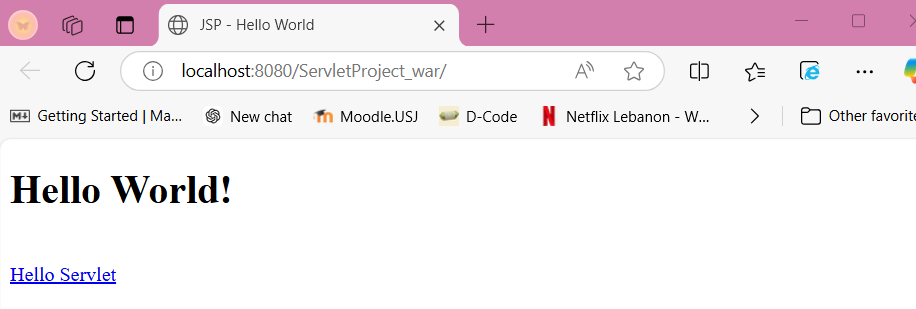 JSP - Hello World
localhost:8080/ServletProject_war/
Getting Started | Ma... New chat Moodle.USJ D-Code Netflix Lebanon - W... Other favorite
Hello World!
Hello Servlet